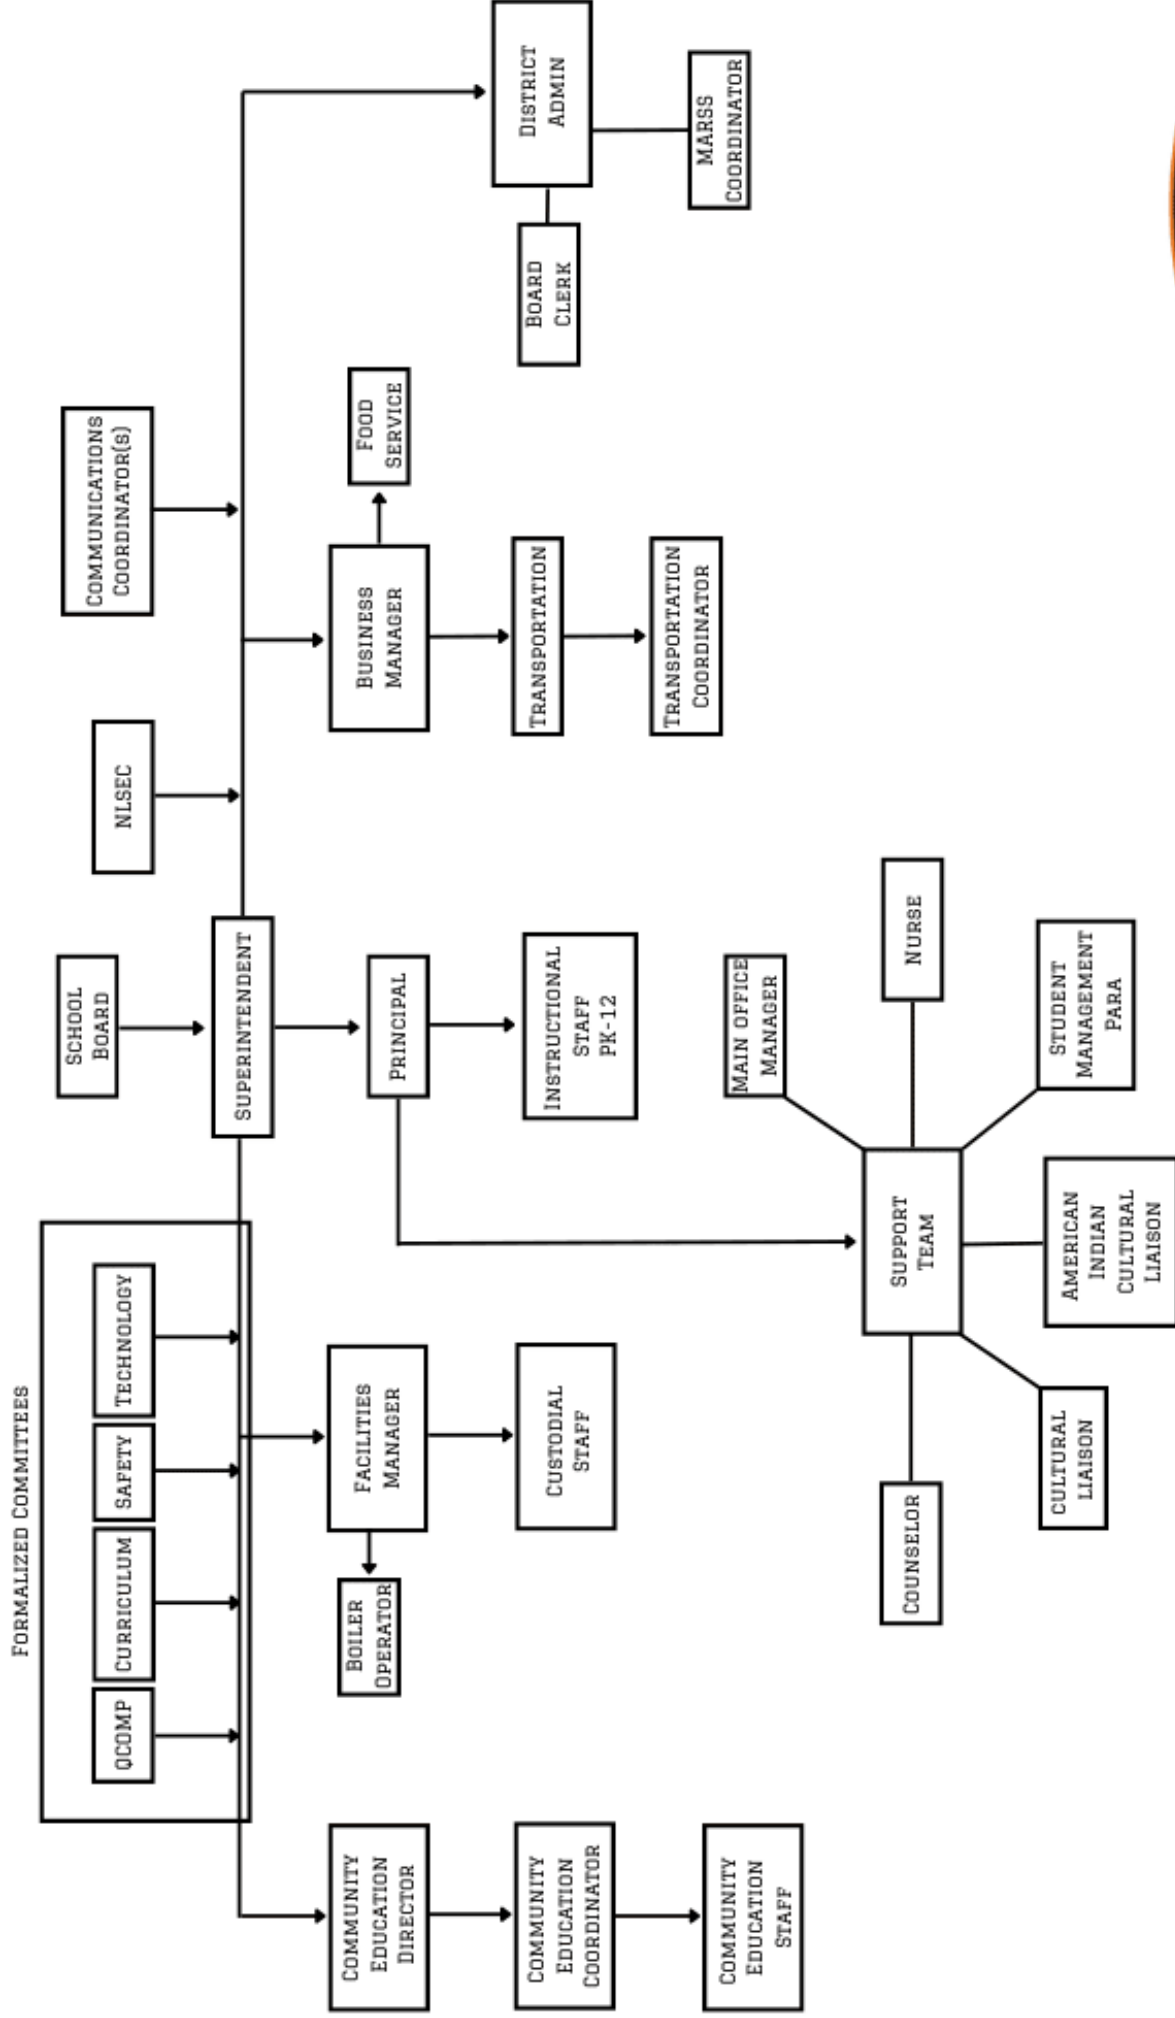 FORMALIZED COMMITTEES
QCOMP
CURRICULUM
SAFETY
TECHNOLOGY
SCHOOL
BOARD
NLSEC
COMMUNICATIONS
COORDINATOR(S)
SUPERINTENDENT
COMMUNITY
EDUCATION
DIRECTOR
BOILER
OPERATOR
FACILITIES
MANAGER
PRINCIPAL
BUSINESS
MANAGER
FOOD
SERVICE
DISTRICT
ADMIN
BOARD
CLERK
COMMUNITY
EDUCATION
COORDINATOR
CUSTODIAL
STAFF
INSTRUCTIONAL
STAFF
PK-12
TRANSPORTATION
TRANSPORTATION
COORDINATOR
MARSS
COORDINATOR
COMMUNITY
EDUCATION
STAFF
MAIN OFFICE
MANAGER
COUNSELOR
SUPPORT
TEAM
NURSE
CULTURAL
LIAISON
AMERICAN
INDIAN
CULTURAL
LIAISON
STUDENT
MANAGEMENT
PARA